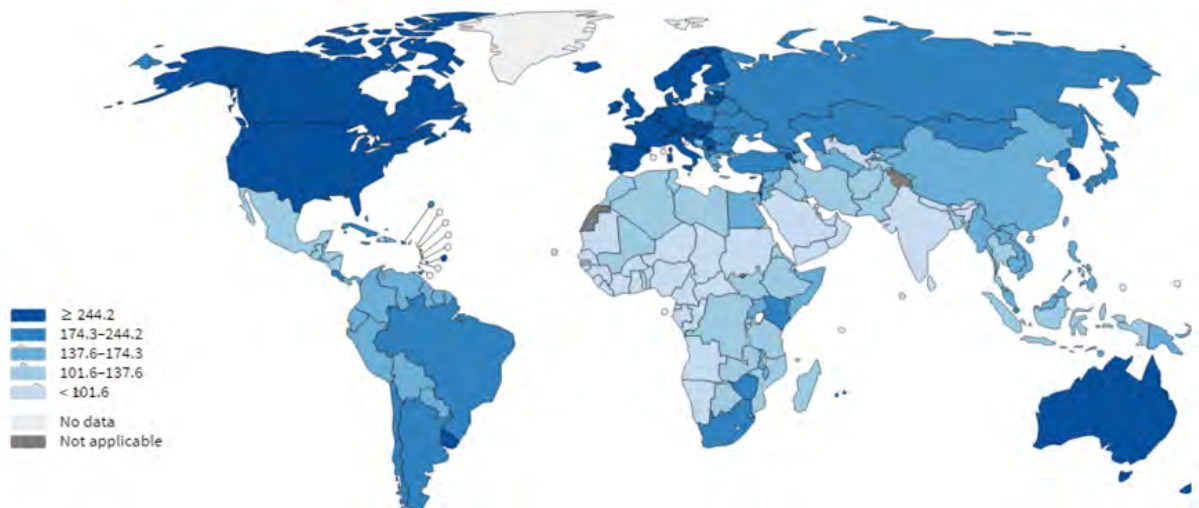 ≥ 244.2
174.3–244.2
137.6–174.3
101.6–137.6
< 101.6
No data
Not applicable